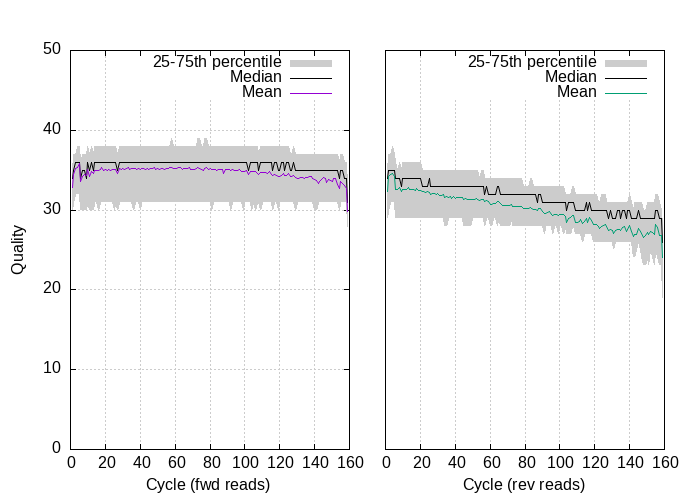 50
40
30
20
10
0
Quality
25-75th percentile
Median
Mean
0 20 40 60 80 100 120 140 160
Cycle (fwd reads)
25-75th percentile
Median
Mean
0 20 40 60 80 100 120 140 160
Cycle (rev reads)